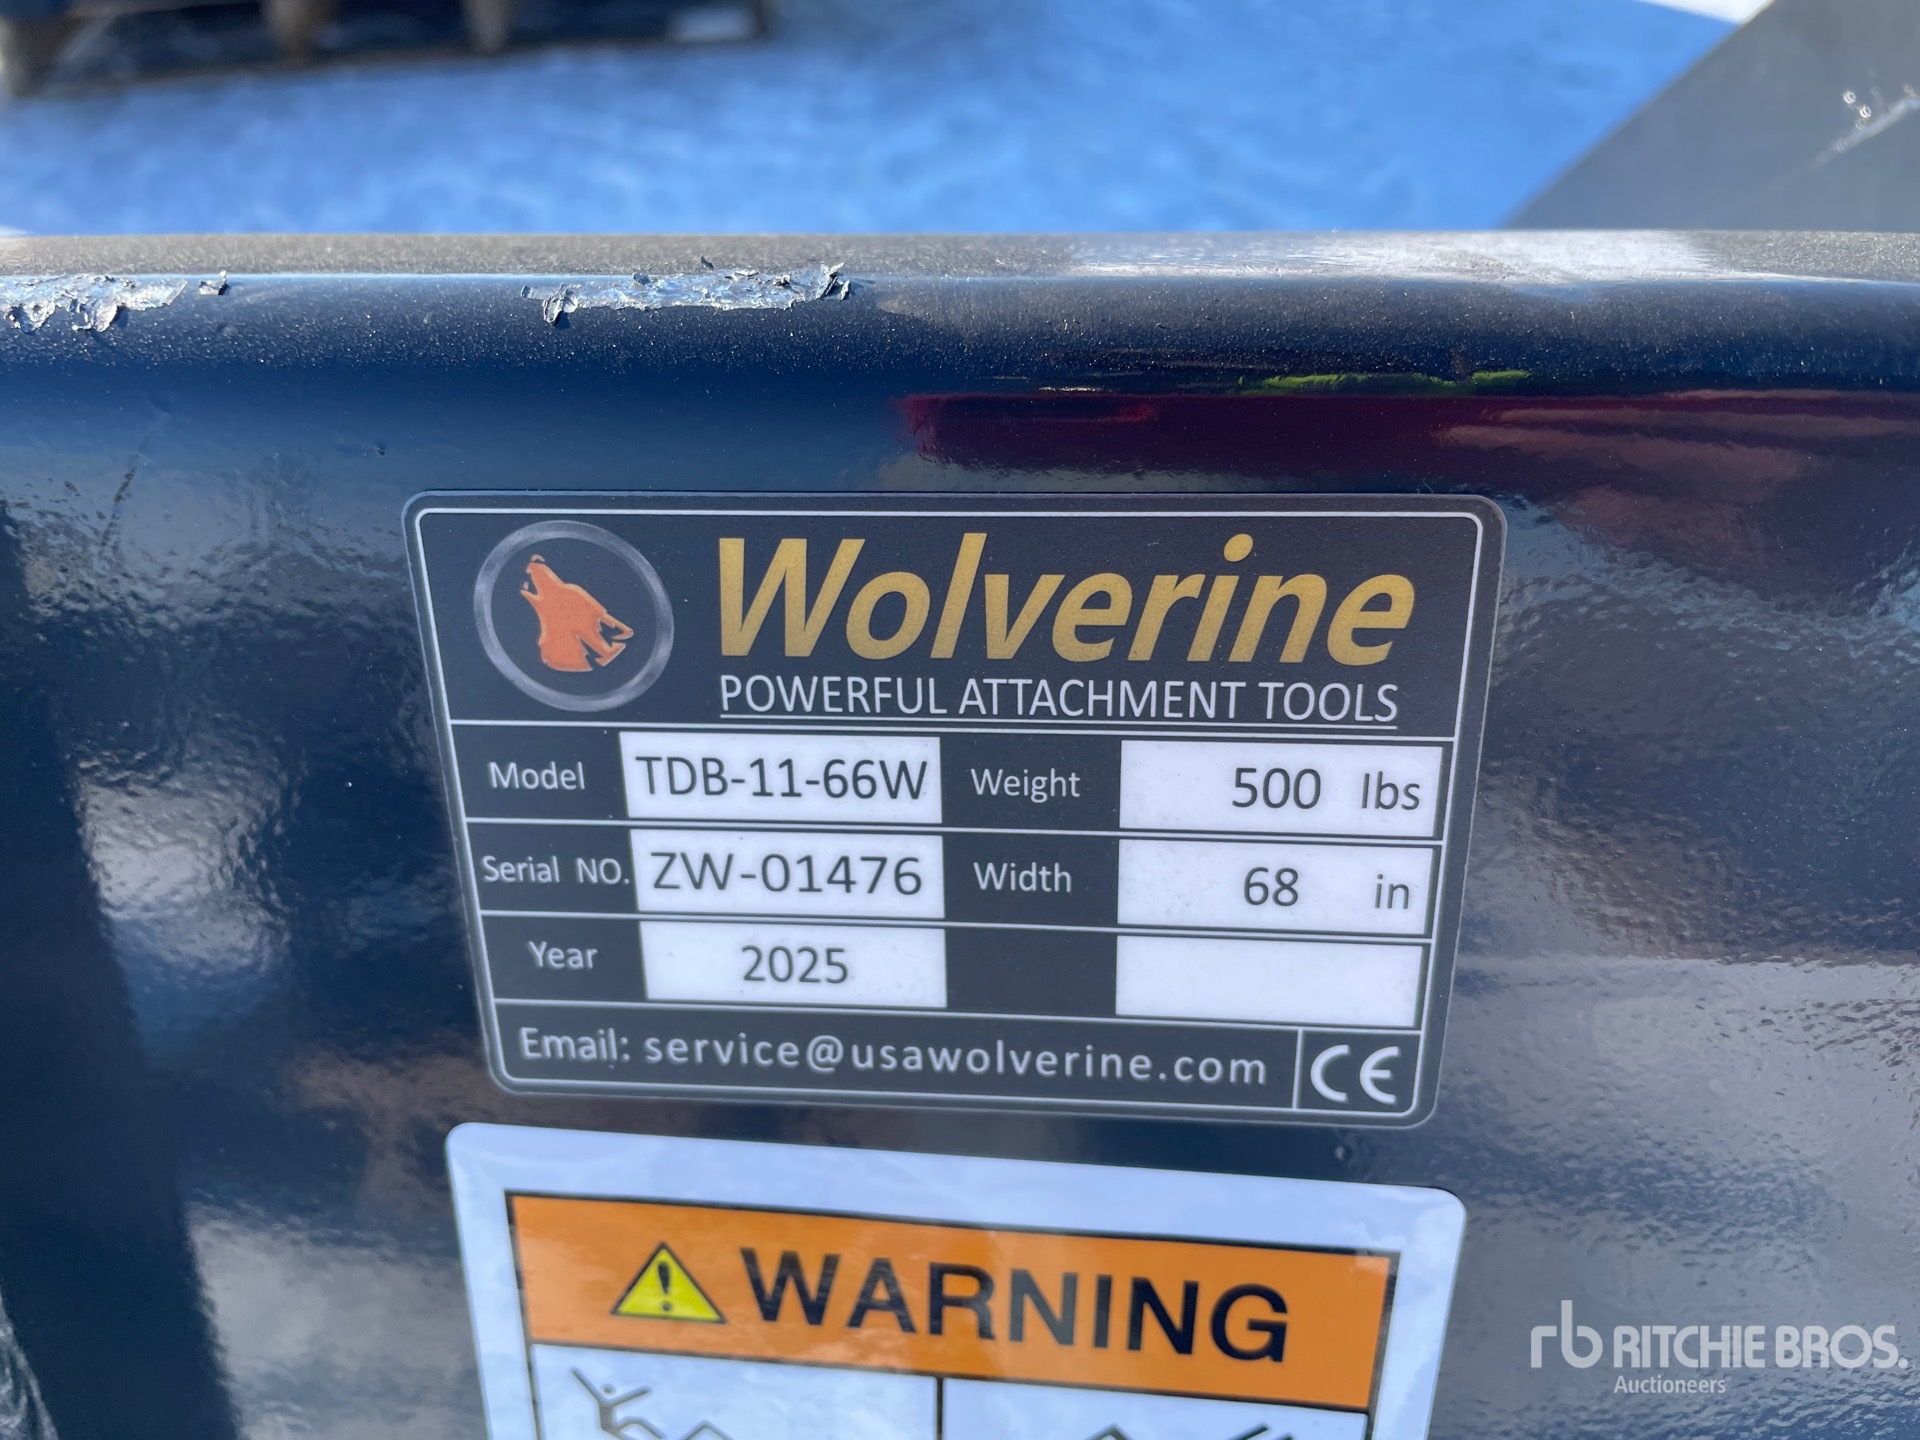 Wolverine
POWERFUL ATTACHMENT TOOLS
Model TDB-11-66W Weight 500 lbs
Serial NO. ZW-01476 Width 68 in
Year 2025
Email: service@usawolverine.com CE
WARNING
rb RITCHIE BROS.
Auctioneers